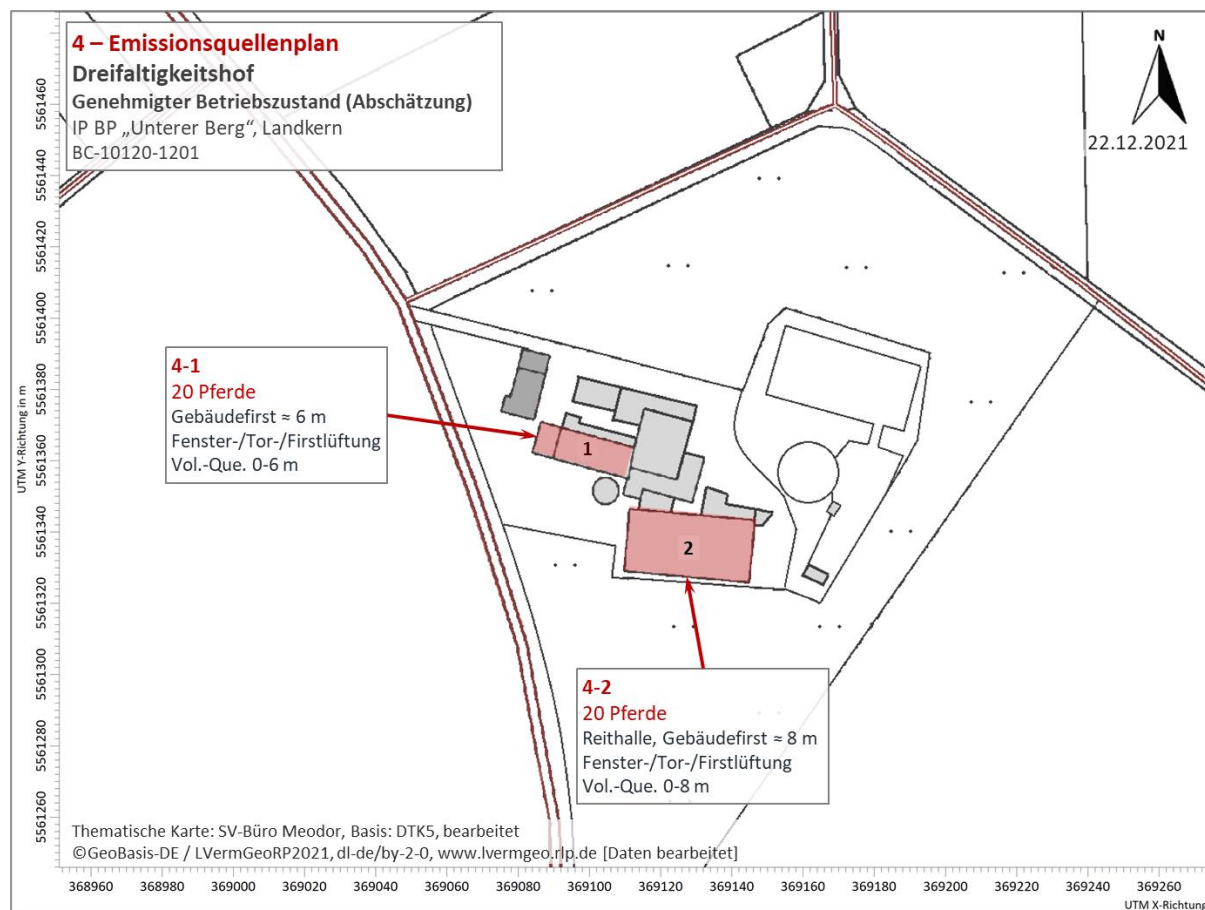 4 – Emissionsquellenplan
Dreifaltigkeitshof
Genehmigter Betriebszustand (Abschätzung)
IP BP „Unterer Berg“, Landkern
BC-10120-1201
N
22.12.2021
4-1
20 Pferde
Gebäudefirst ≈ 6 m
Fenster-/Tor-/Firstlüftung
Vol.-Que. 0-6 m
1
2
4-2
20 Pferde
Reithalle, Gebäudefirst ≈ 8 m
Fenster-/Tor-/Firstlüftung
Vol.-Que. 0-8 m
Thematische Karte: SV-Büro Meodor, Basis: DTK5, bearbeitet
©GeoBasis-DE / LVermGeoRP2021, dl-de/by-2-0, www.lvermgeo.rlp.de [Daten bearbeitet]
UTM Y-Richtung in m
5561460
5561440
5561420
5561400
5561380
5561360
5561340
5561320
5561300
5561280
5561260
368960 368980 369000 369020 369040 369060 369080 369100 369120 369140 369160 369180 369200 369220 369240 369260
UTM X-Richtung